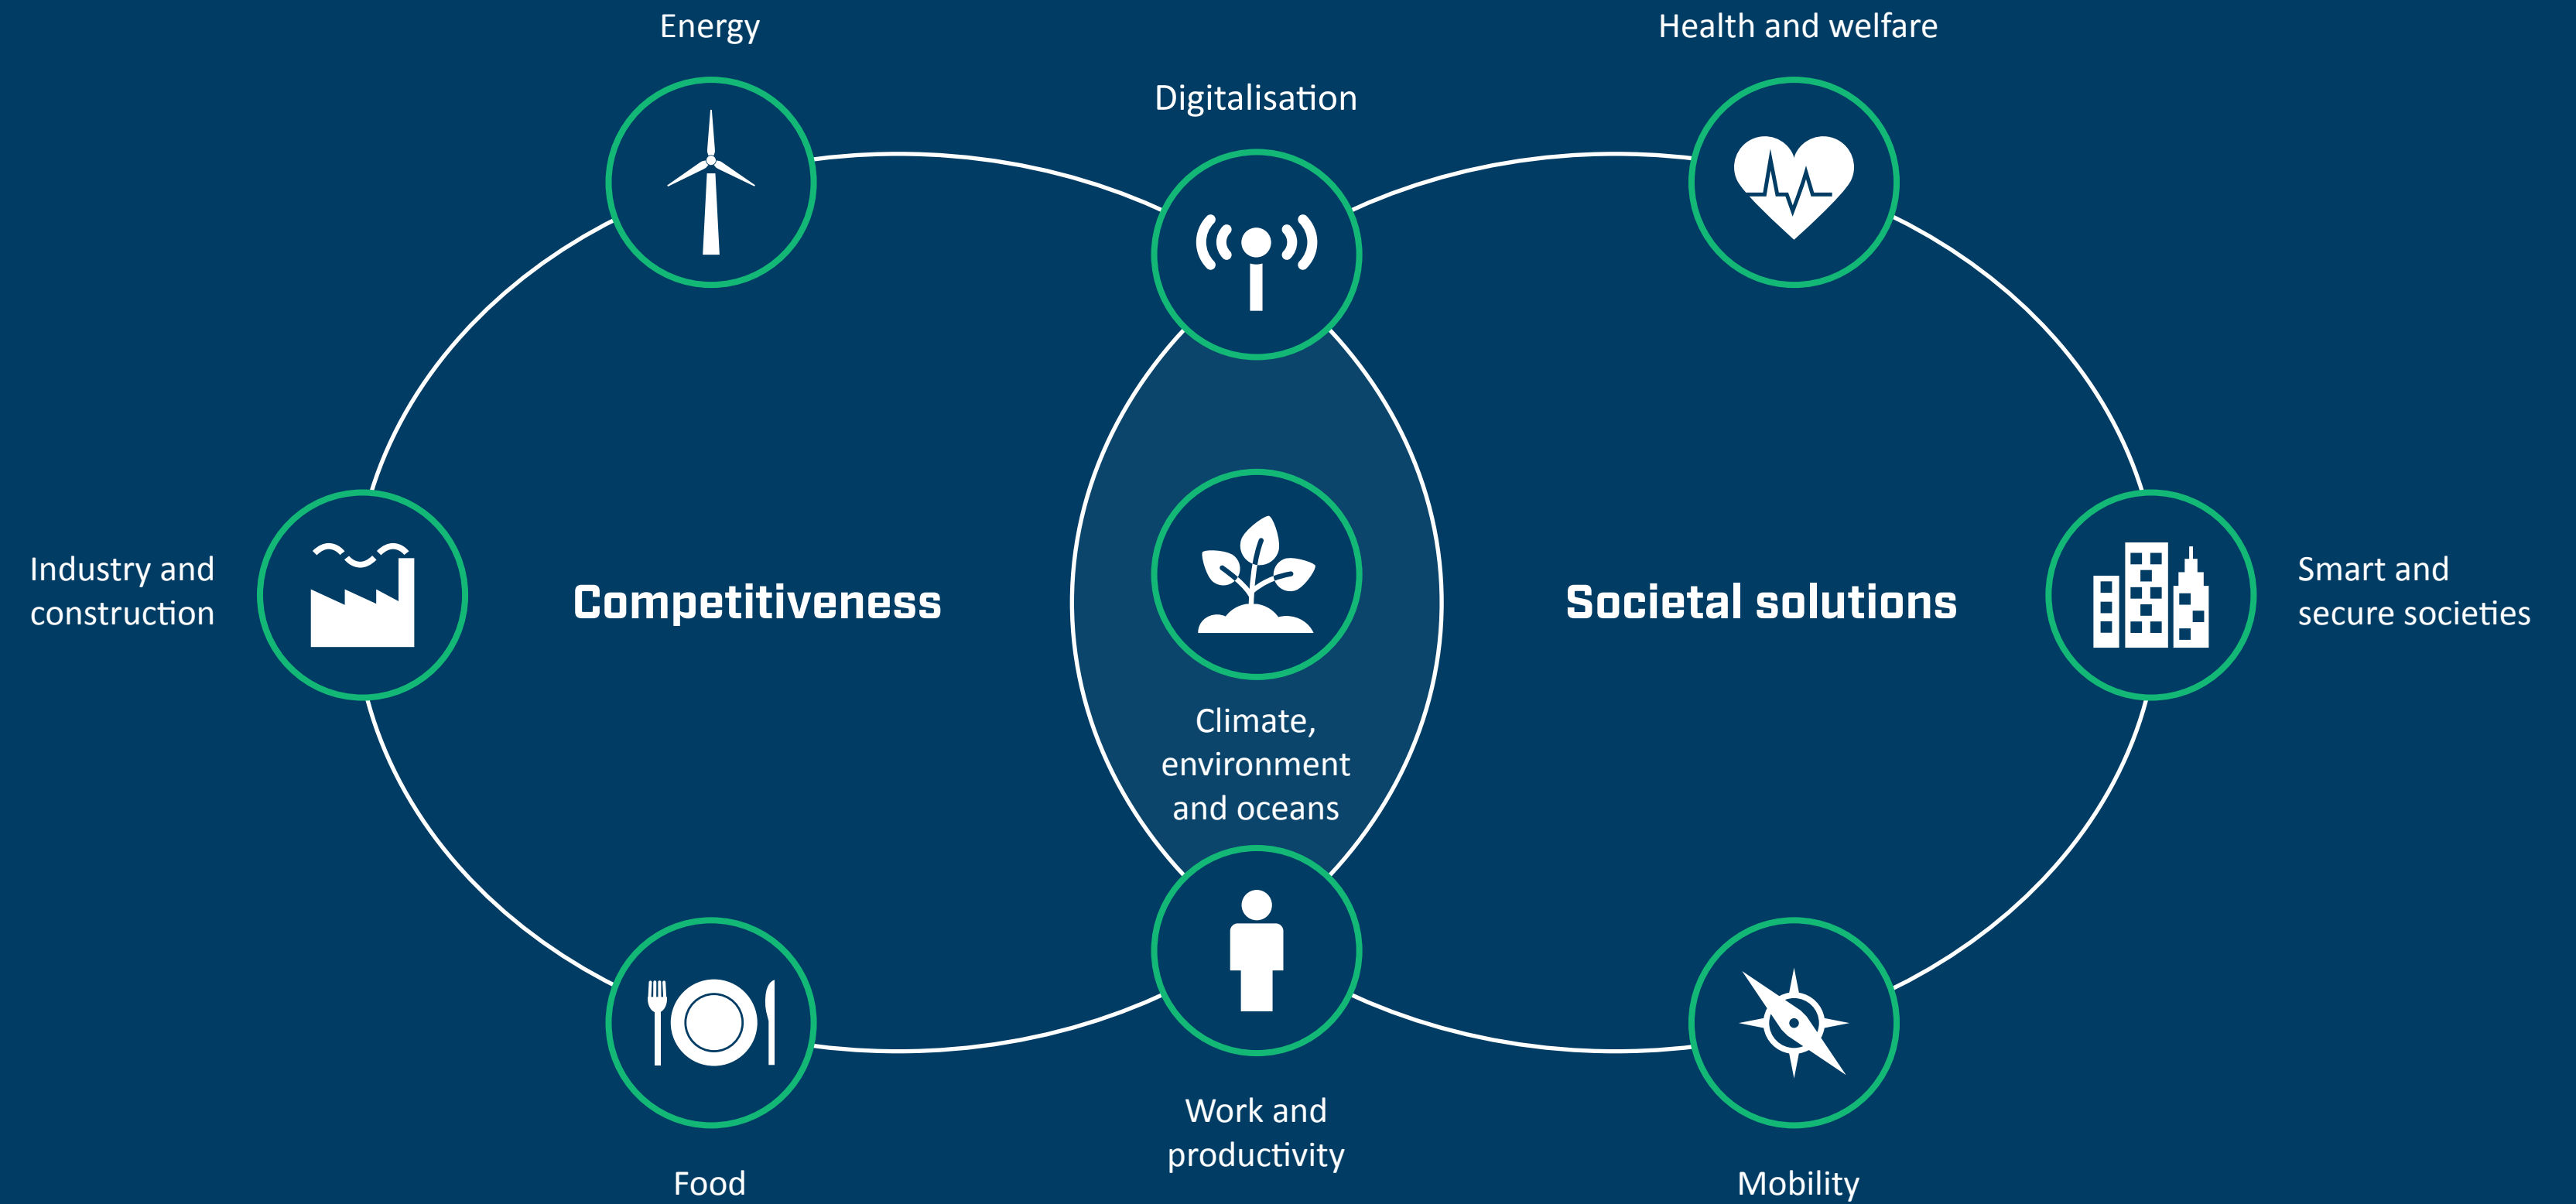 Energy
Health and welfare
Digitalisation
Industry and
construction
Competitiveness
Societal solutions
Smart and
secure societies
Climate,
environment
and oceans
Work and
productivity
Food
Mobility